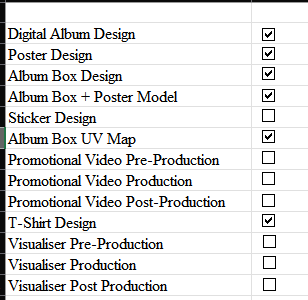 Digital Album Design
Poster Design
Album Box Design
Album Box + Poster Model
Sticker Design
Album Box UV Map
Promotional Video Pre-Production
Promotional Video Production
Promotional Video Post-Production
T-Shirt Design
Visualiser Pre-Production
Visualiser Production
Visualiser Post Production